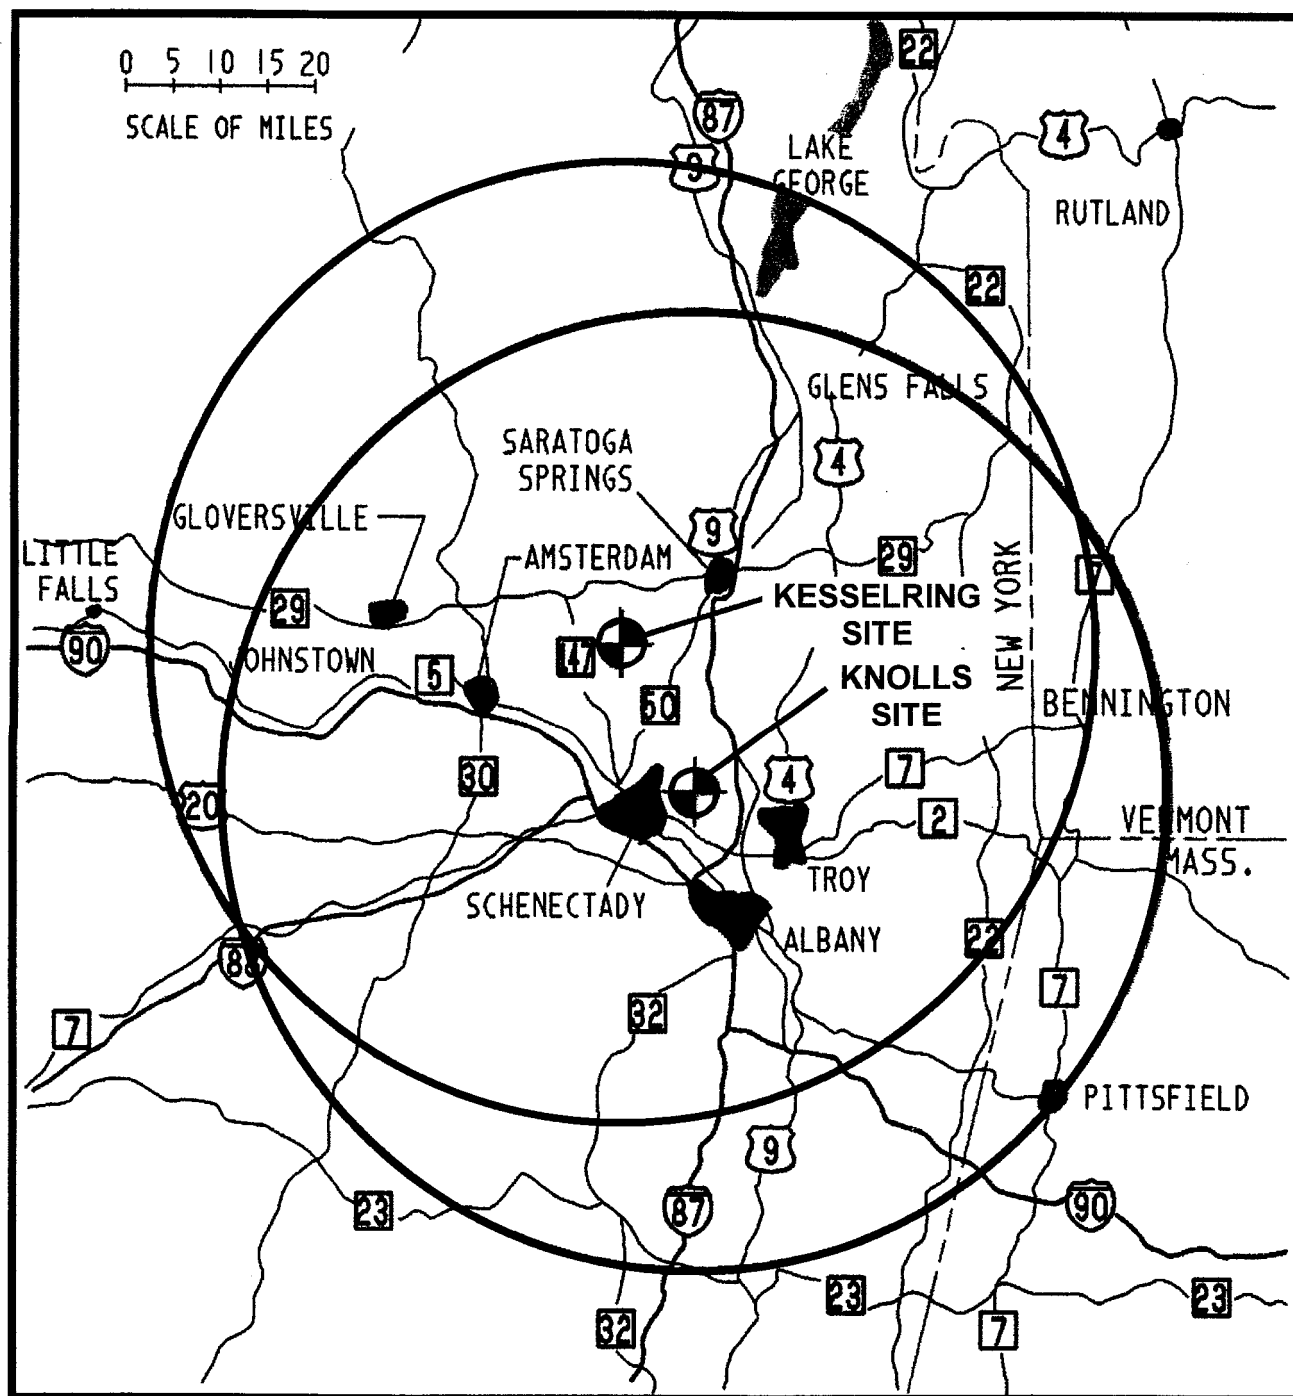 0 5 10 15 20
SCALE OF MILES
22
87
9
4
LAKE
GEORGE
RUTLAND
22
GLENS FALLS
SARATOGA
SPRINGS
4
GLOVERSVILLE
9
LITTLE
FALLS
AMSTERDAM
29
29
7
NEW YORK
KESSELRING
SITE
90
JOHNSTOWN
5
147
50
KNOLLS
SITE
BENNINGTON
20
30
4
7
2
VERMONT
MASS.
TROY
SCHENECTADY
ALBANY
88
22
7
7
32
PITTSFIELD
9
23
87
90
23
23
32
7